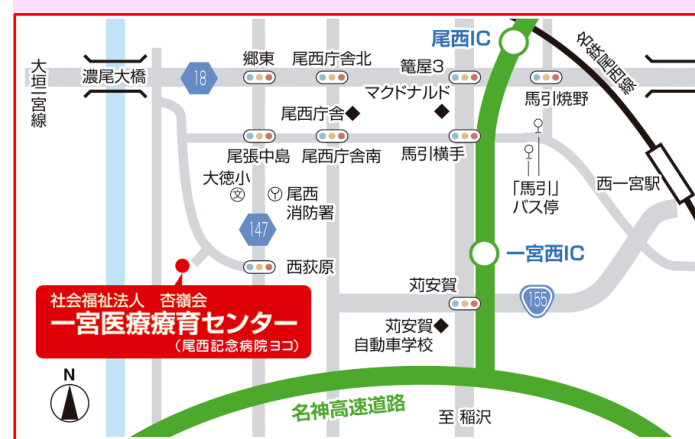 尾西IC
名鉄尾西線
大垣一宮線
濃尾大橋
18
郷東
尾西庁舎北
篭屋3
馬引焼野
マクドナルド
尾西庁舎
尾張中島
尾西庁舎南
馬引横手
大徳小
文
尾西
消防署
「馬引」
バス停
西一宮駅
147
西荻原
一宮西IC
苅安賀
155
社会福祉法人 杏嶺会
一宮医療療育センター
(尾西記念病院ヨコ)
苅安賀
自動車学校
N
名神高速道路
至 稲沢